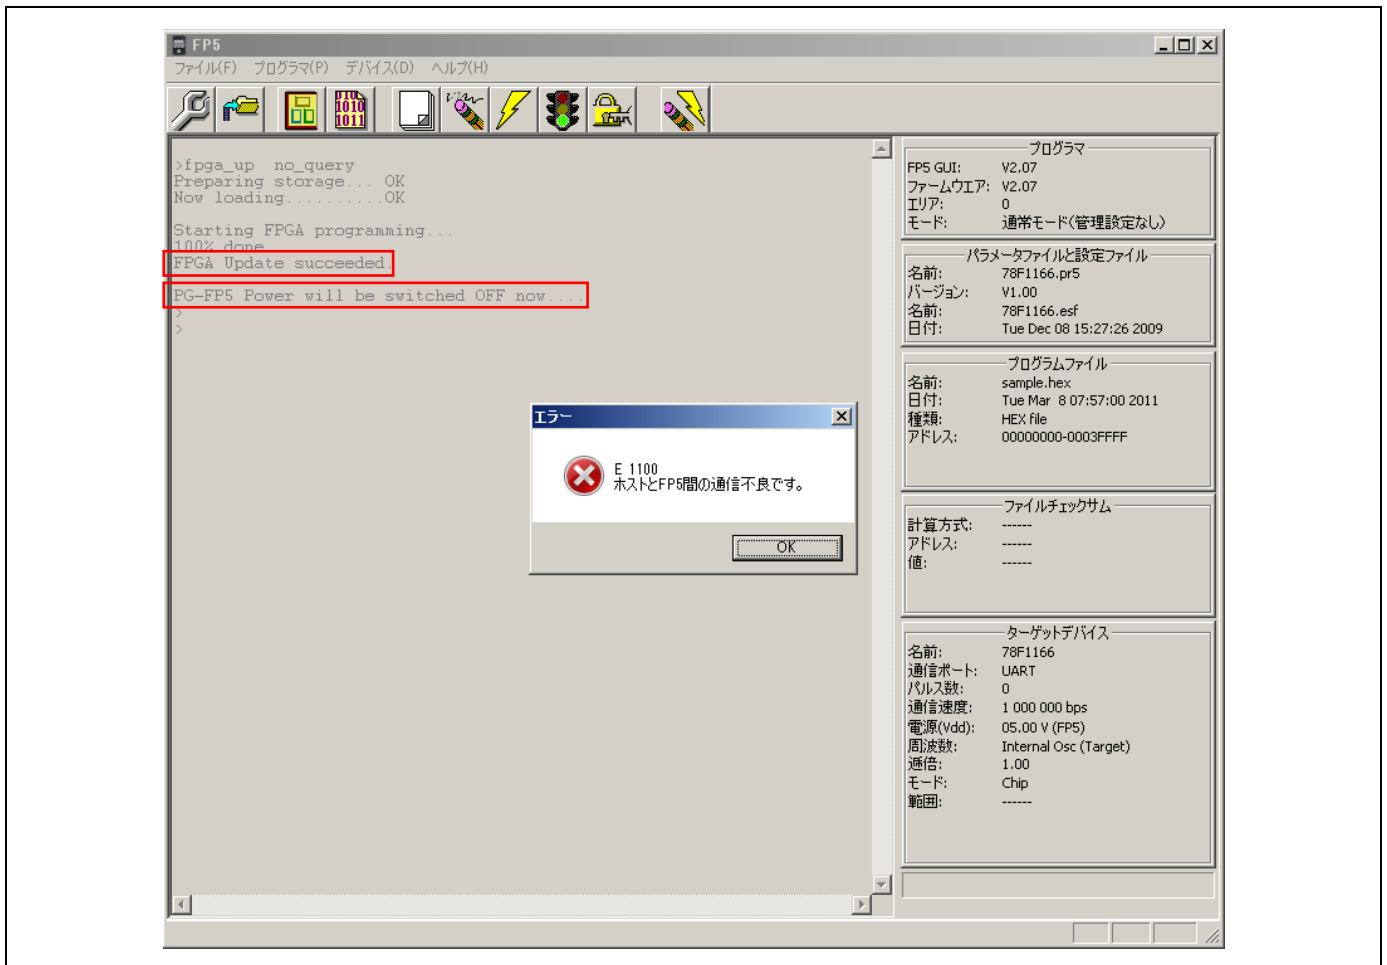 FP5
ファイル(F) プログラマ(P) デバイス(D) ヘルプ(H)
>fpga_up no_query
Preparing storage... OK
Now loading..........OK
Starting FPGA programming...
100% done
FPGA Update succeeded.
PG-FP5 Power will be switched OFF now....
>
>
エラー
E 1100
ホストとFP5間の通信不良です。
OK
プログラマ
FP5 GUI: V2.07
ファームウエア: V2.07
エリア: 0
モード: 通常モード(管理設定なし)
パラメータファイルと設定ファイル
名前: 78F1166.pr5
バージョン: V1.00
名前: 78F1166.esf
日付: Tue Dec 08 15:27:26 2009
プログラムファイル
名前: sample.hex
日付: Tue Mar 8 07:57:00 2011
種類: HEX file
アドレス: 00000000-0003FFFF
ファイルチェックサム
計算方式: ------
アドレス: ------
値: ------
ターゲットデバイス
名前: 78F1166
通信ポート: UART
パルス数: 0
通信速度: 1 000 000 bps
電源(Vdd): 05.00 V (FP5)
周波数: Internal Osc (Target)
逓倍: 1.00
モード: Chip
範囲: ------